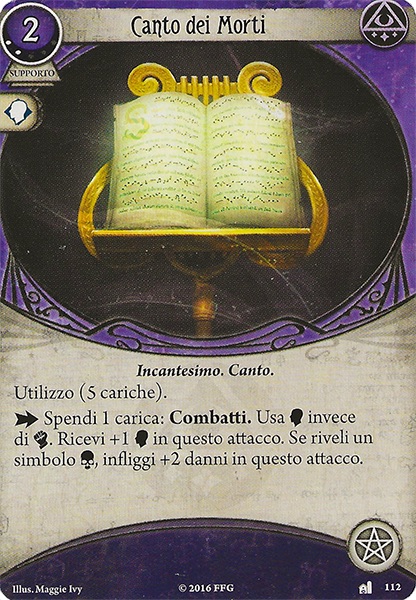 2
Canto dei Morti
SUPPORTO
Incantesimo. Canto.
Utilizzo (5 cariche).
Spendi 1 carica: Combatti. Usa invece
di . Ricevi +1 in questo attacco. Se riveli un
simbolo , infliggi +2 danni in questo attacco.
Illus. Maggie Ivy
© 2016 FFG
112